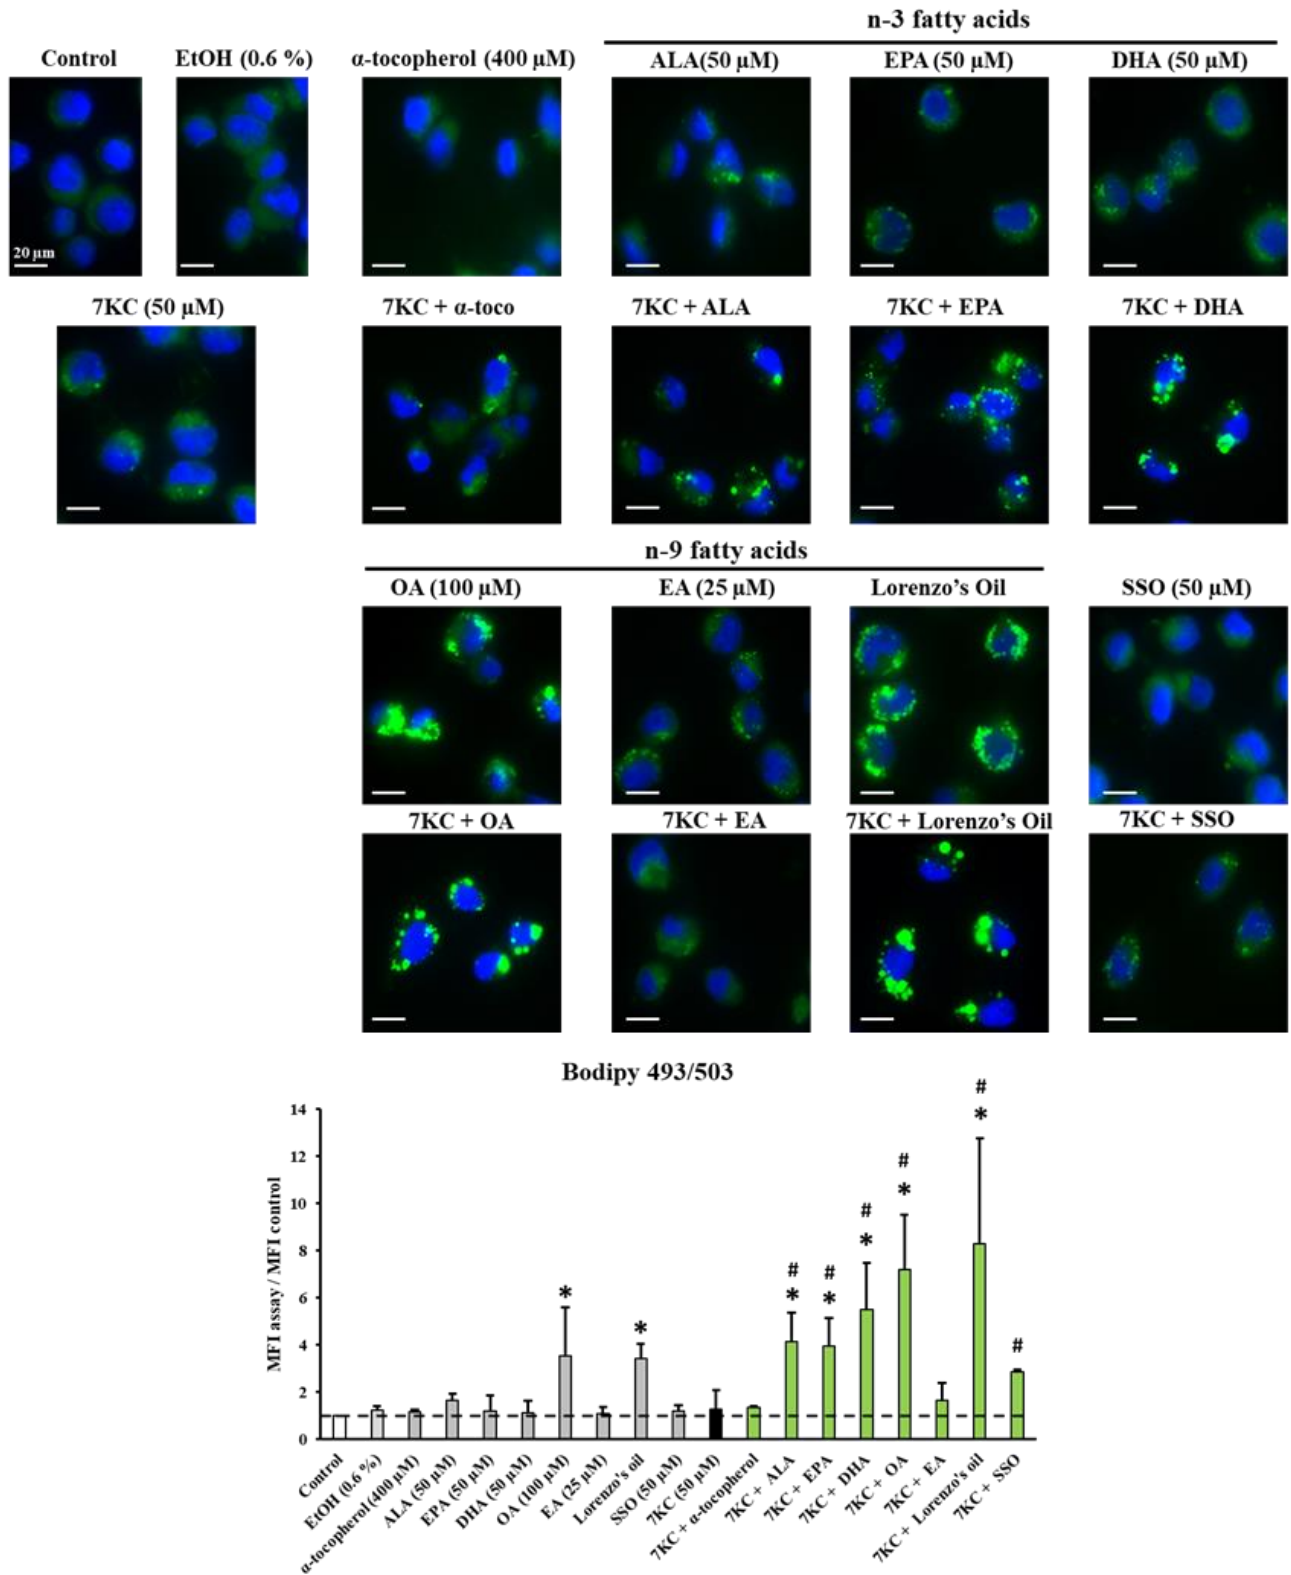 n-3 fatty acids
Control EtOH (0.6 %) α-tocopherol (400 µM) ALA(50 µM) EPA (50 µM) DHA (50 µM)
20 µm
7KC (50 µM) 7KC + α-toco 7KC + ALA 7KC + EPA 7KC + DHA
n-9 fatty acids
OA (100 µM) EA (25 µM) Lorenzo's Oil SSO (50 µM)
7KC + OA 7KC + EA 7KC + Lorenzo's Oil 7KC + SSO
Bodipy 493/503
MFI assay / MFI control
14
12
10
8
6
4
2
0
*
*
#
*
#
*
#
*
#
*
#
*
#
Control
EtOH (0.6 %)
α-tocopherol (400 µM)
ALA (50 µM)
EPA (50 µM)
DHA (50 µM)
OA (100 µM)
EA (25 µM)
Lorenzo's oil
SSO (50 µM)
7KC (50 µM)
7KC + α-tocopherol
7KC + ALA
7KC + EPA
7KC + DHA
7KC + OA
7KC + EA
7KC + Lorenzo's oil
7KC + SSO